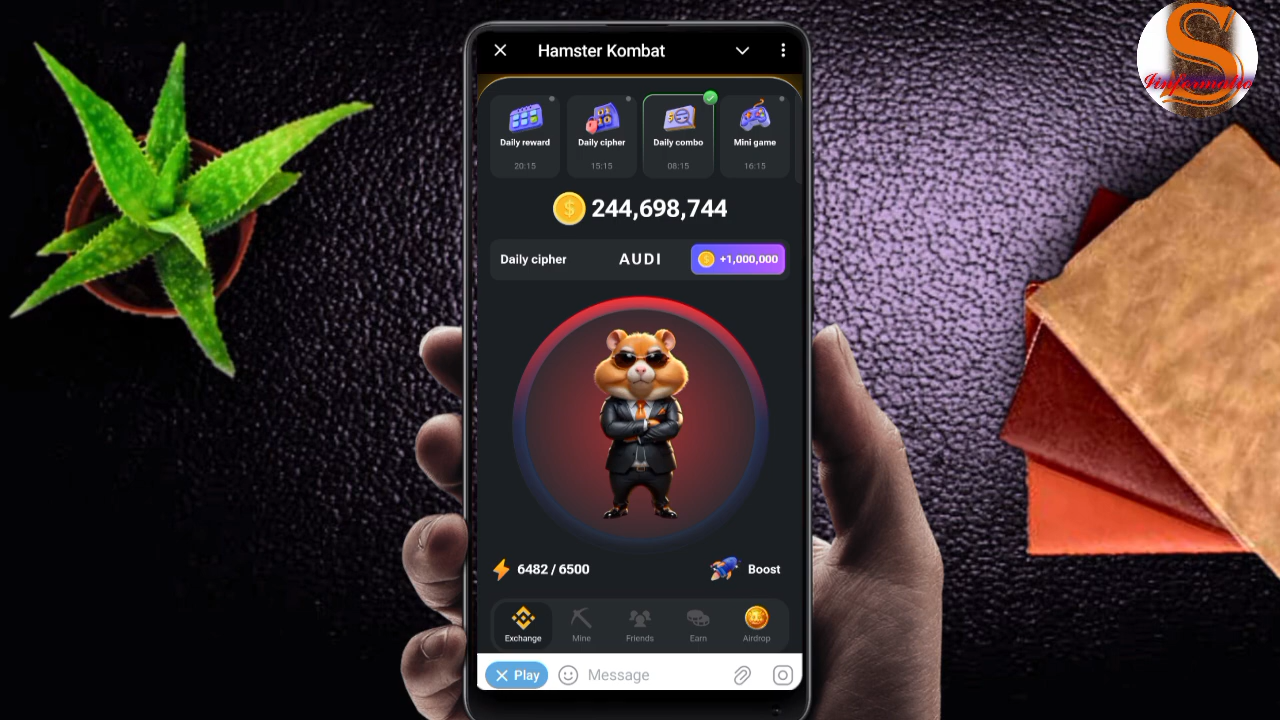 Hamster Kombat
Daily reward
20:15
Daily cipher
15:15
Daily combo
08:15
Mini game
16:15
244,698,744
Daily cipher AUDI +1,000,000
6482 / 6500
Boost
Exchange
Mine
Friends
Earn
Airdrop
Play
Message
S